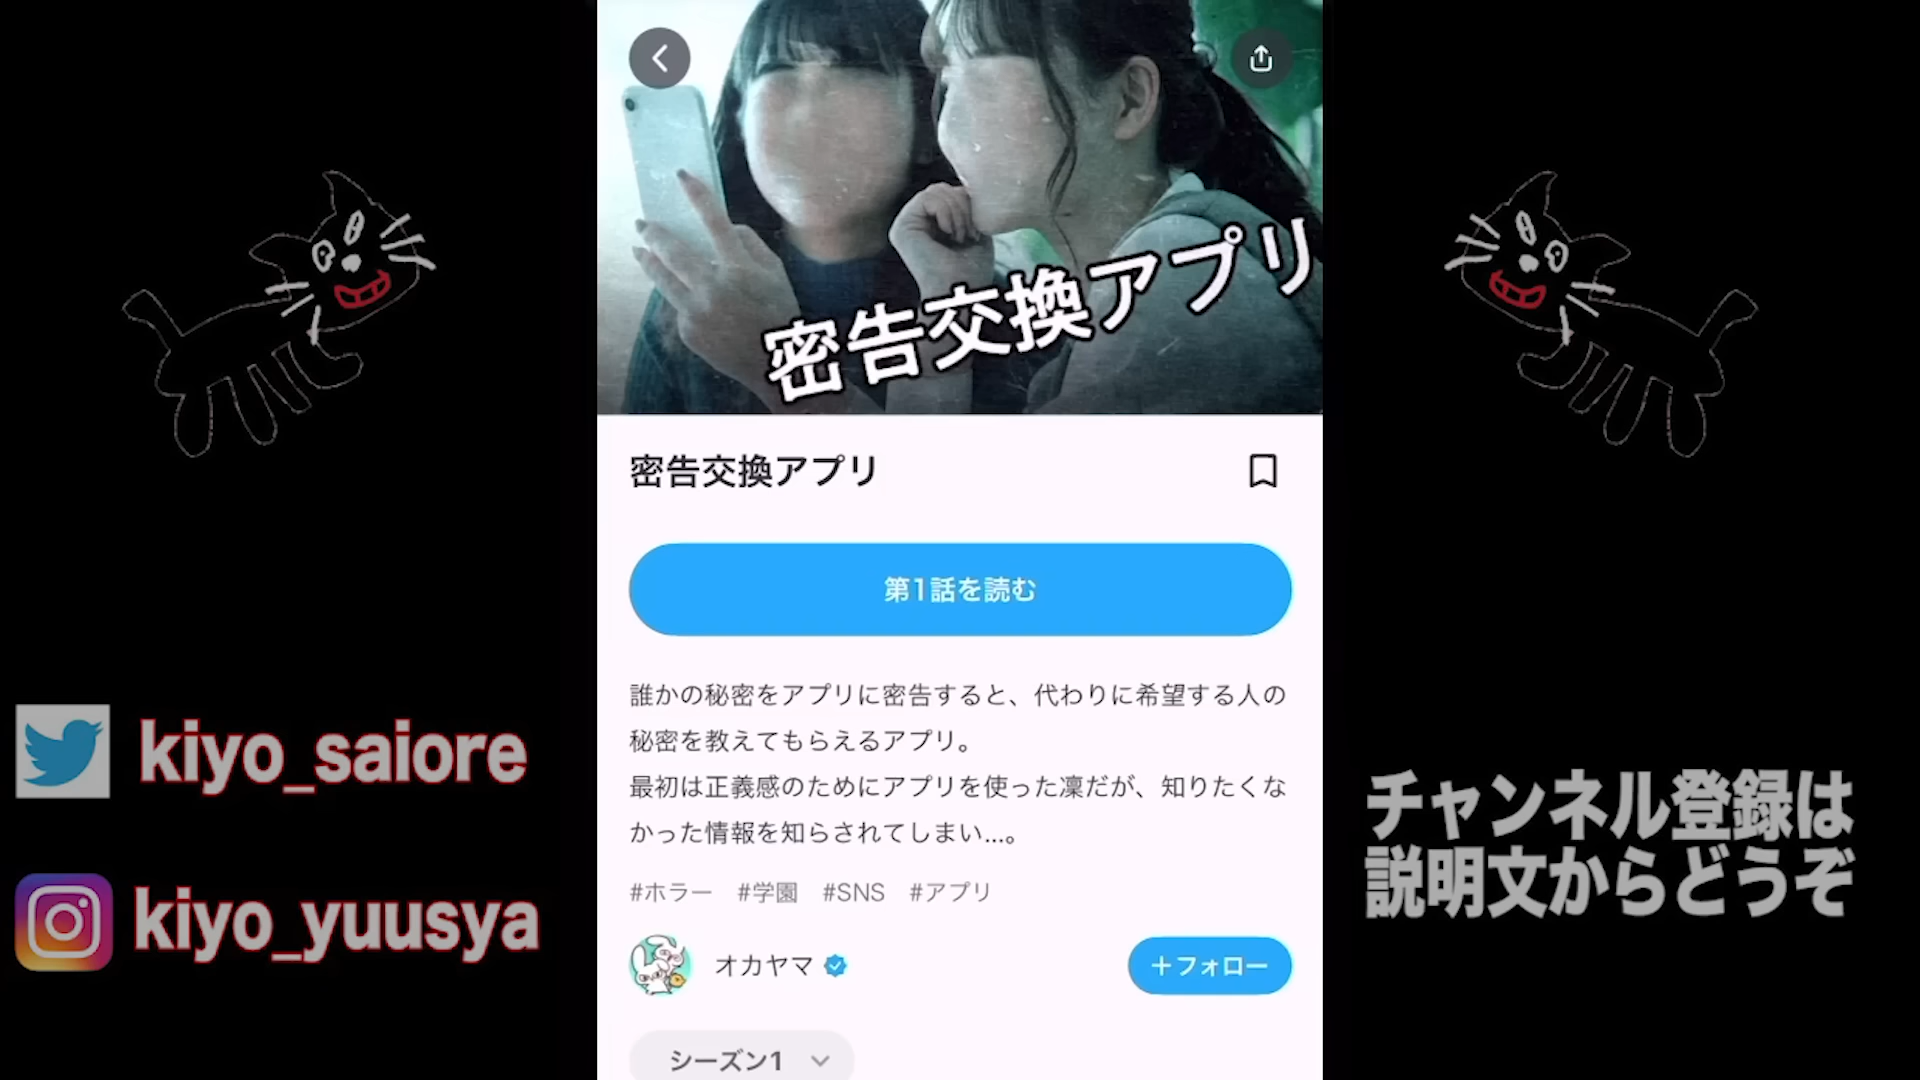 密告交換アプリ
密告交換アプリ
第1話を読む
誰かの秘密をアプリに密告すると、代わりに希望する人の
秘密を教えてもらえるアプリ。
最初は正義感のためにアプリを使った凜だが、知りたくな
かった情報を知らされてしまい…。
#ホラー #学園 #SNS #アプリ
オカヤマ
+フォロー
シーズン1
kiyo_saiore
kiyo_yuusya
チャンネル登録は
説明文からどうぞ